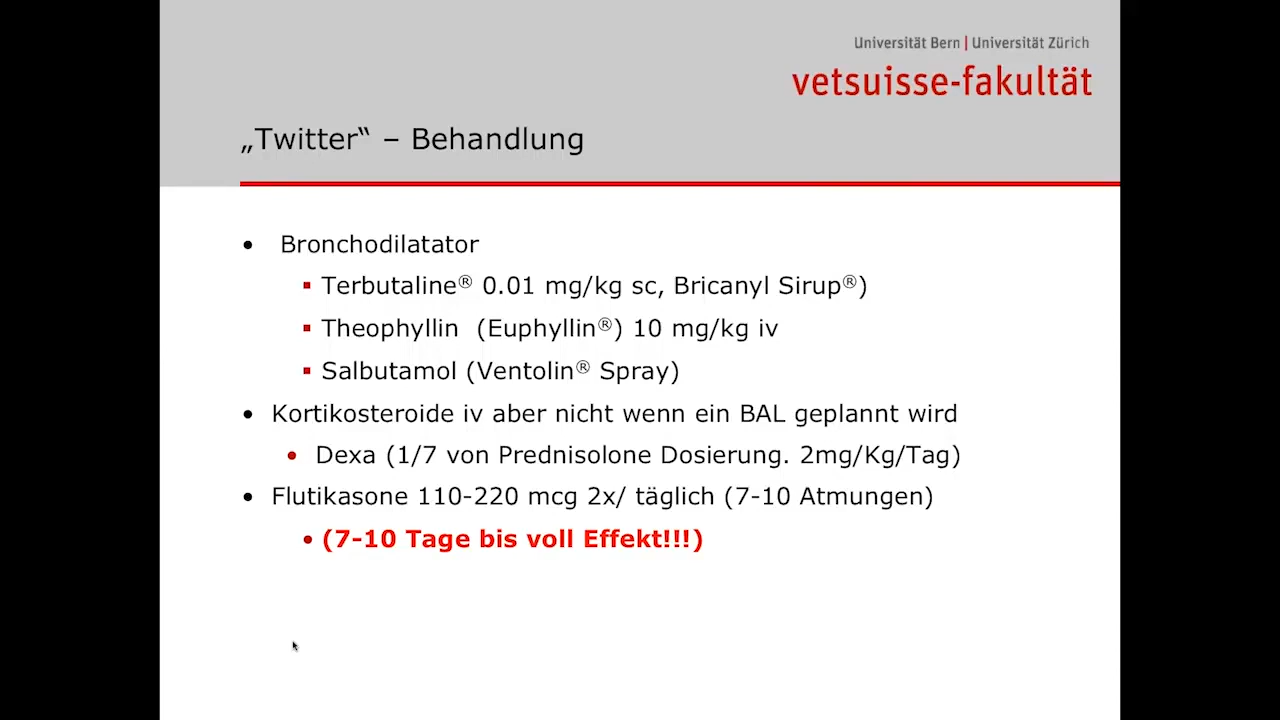 Universität Bern | Universität Zürich
vetsuisse-fakultät
„Twitter“ – Behandlung
• Bronchodilatator
▪ Terbutaline® 0.01 mg/kg sc, Bricanyl Sirup®)
▪ Theophyllin (Euphyllin®) 10 mg/kg iv
▪ Salbutamol (Ventolin® Spray)
• Kortikosteroide iv aber nicht wenn ein BAL geplannt wird
• Dexa (1/7 von Prednisolone Dosierung. 2mg/Kg/Tag)
• Flutikasone 110-220 mcg 2x/ täglich (7-10 Atmungen)
• (7-10 Tage bis voll Effekt!!!)